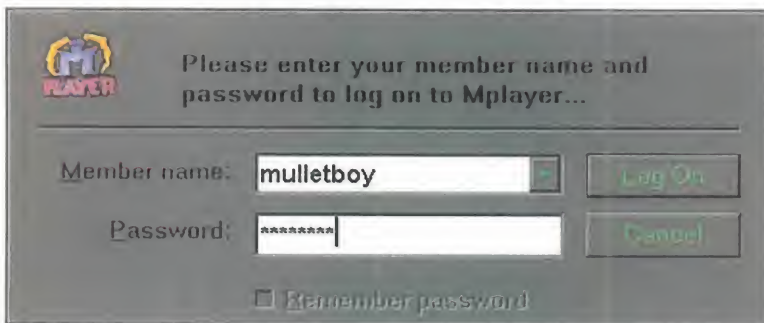 M
PLAYER
Please enter your member name and
password to log on to Mplayer...
Member name: mulletboy Log On
Password: ******** Cancel
Remember password